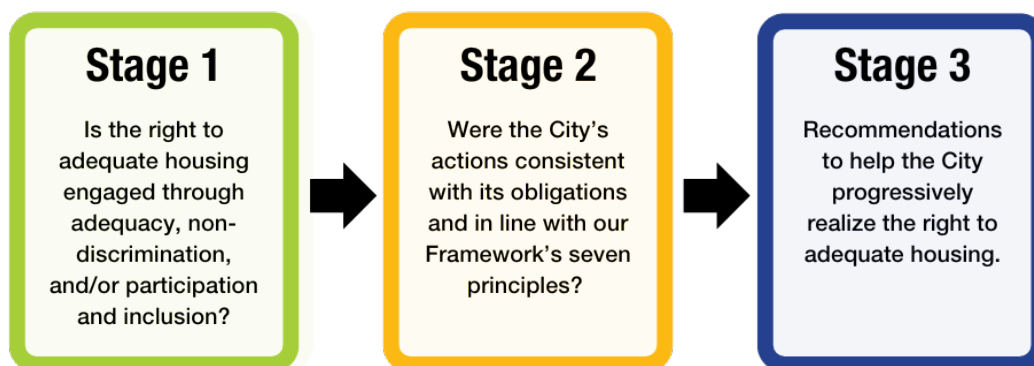 Stage 1
Is the right to
adequate housing
engaged through
adequacy, non-
discrimination,
and/or participation
and inclusion?
Stage 2
Were the City's
actions consistent
with its obligations
and in line with our
Framework's seven
principles?
Stage 3
Recommendations
to help the City
progressively
realize the right to
adequate housing.